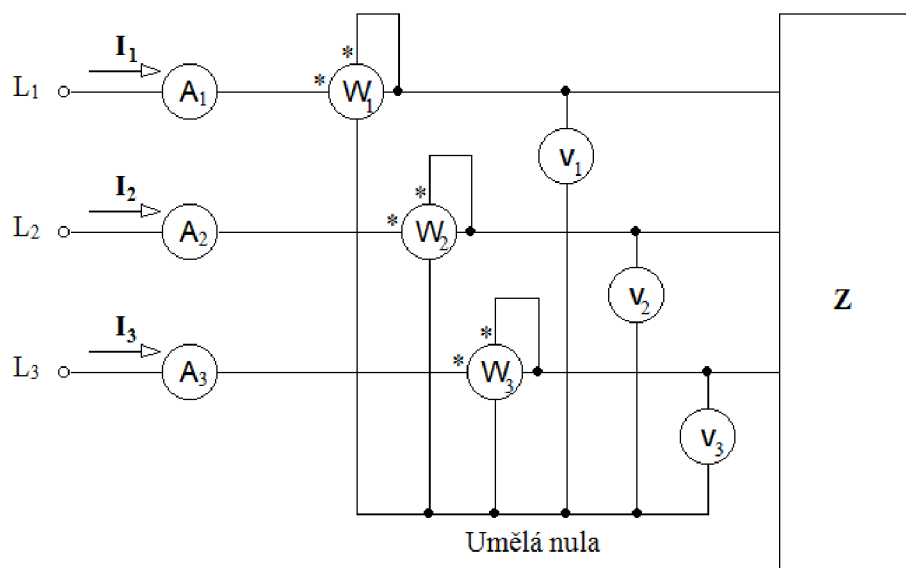 I1
L1 A1 * * W1
V1
I2
L2 A2 * * W2
V2
Z
I3
L3 A3 * * W3
V3
Umělá nula